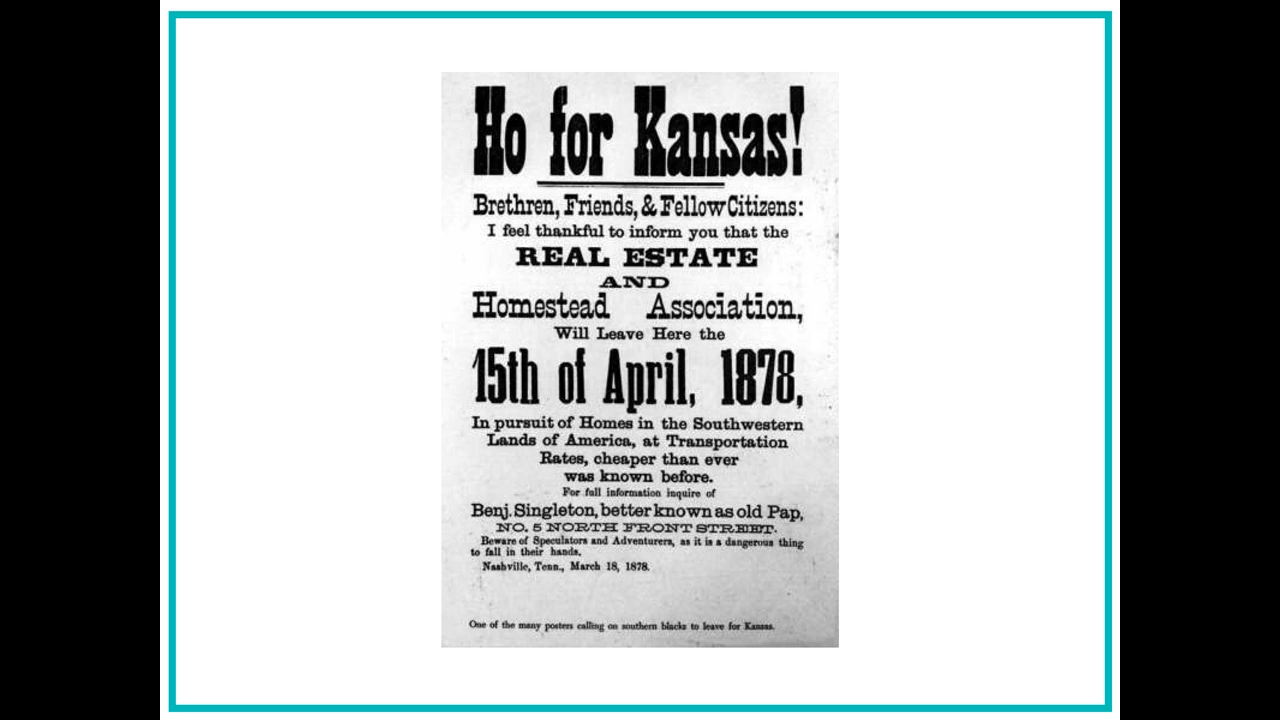 Ho for Kansas!
Brethren, Friends, & Fellow Citizens:
I feel thankful to inform you that the
REAL ESTATE
AND
Homestead Association,
Will Leave Here the
15th of April, 1878,
In pursuit of Homes in the Southwestern
Lands of America, at Transportation
Rates, cheaper than ever
was known before.
For full information inquire of
Benj. Singleton, better known as old Pap,
NO. 5 NORTH FRONT STREET.
Beware of Speculators and Adventurers, as it is a dangerous thing
to fall in their hands.
Nashville, Tenn., March 18, 1878.
One of the many posters calling on southern blacks to leave for Kansas.